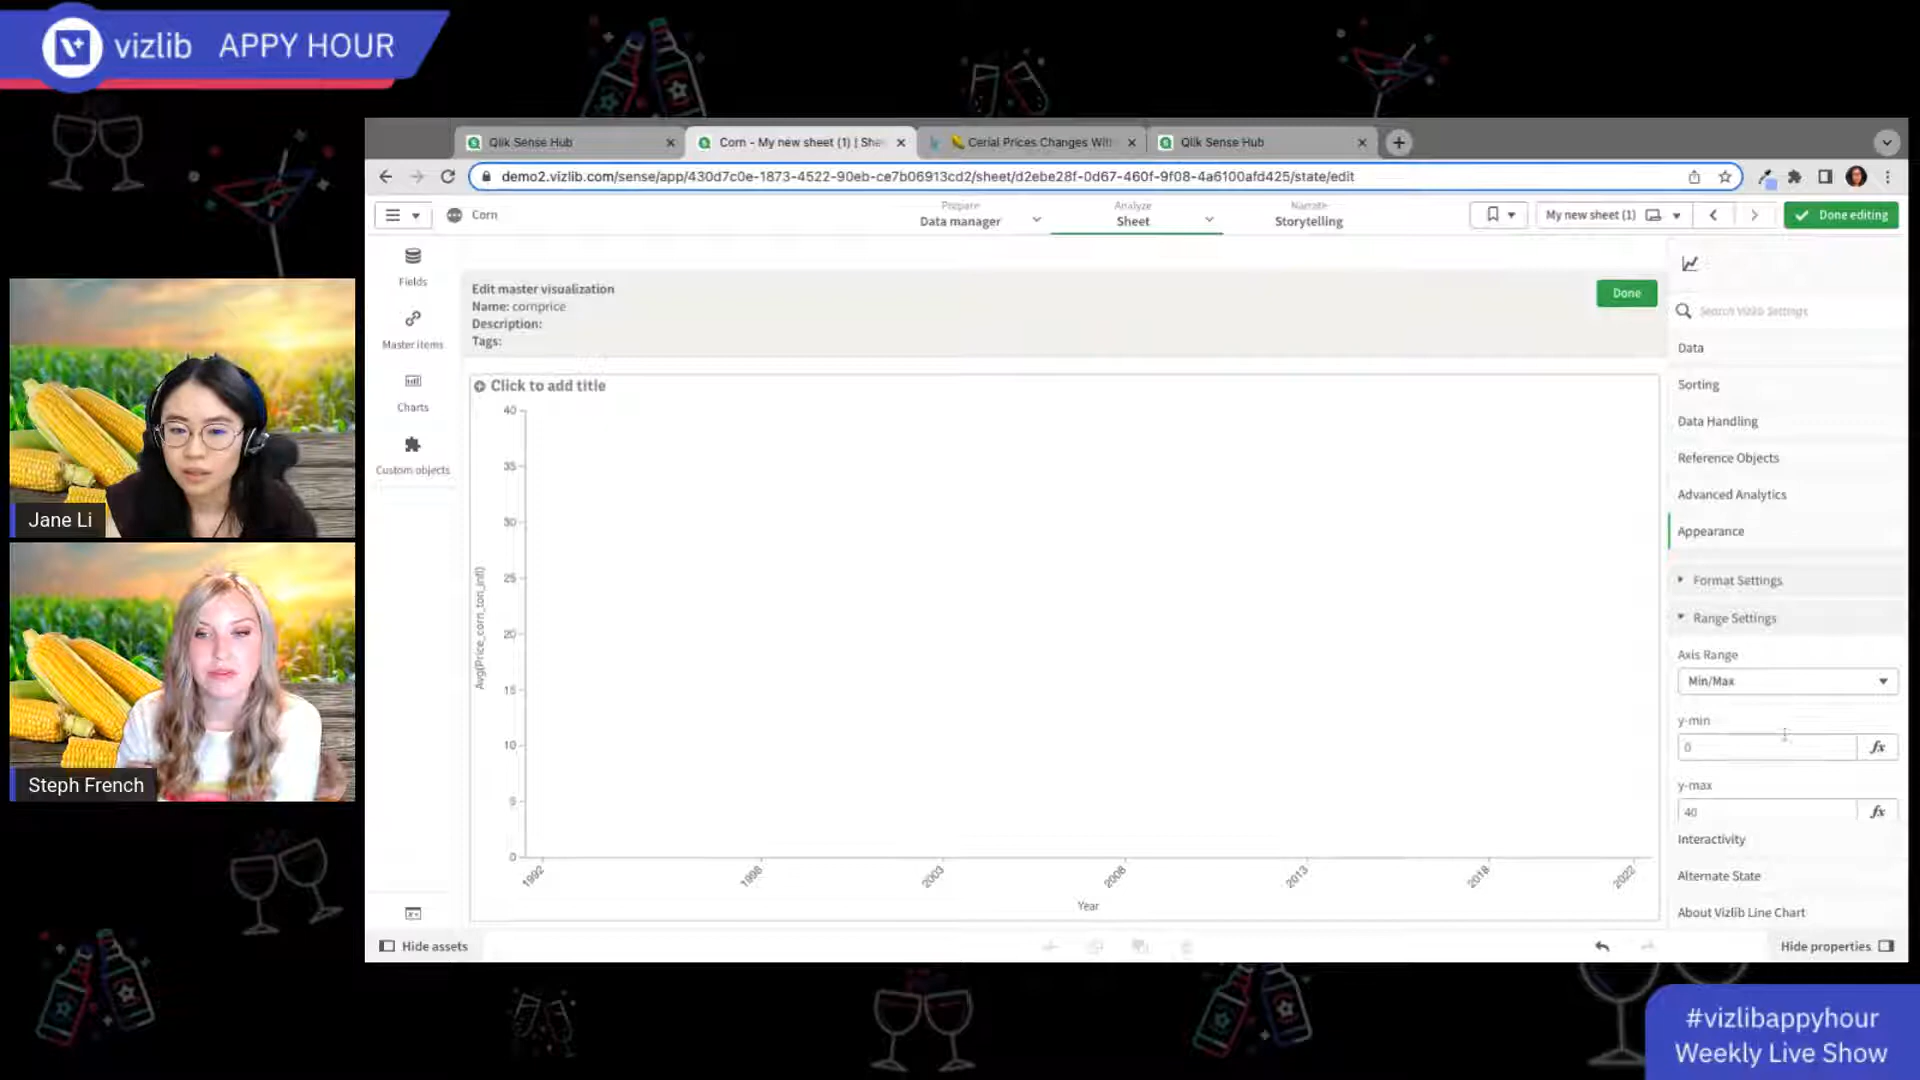 vizlib APPY HOUR
Qlik Sense Hub
Corn - My new sheet (1) | She
Cerial Prices Changes Wit
Qlik Sense Hub
demo2.vizlib.com/sense/app/430d7c0e-1873-4522-90eb-ce7b06913cd2/sheet/d2ebe28f-0d67-460f-9f08-4a6100afd425/state/edit
Corn
Prepare
Data manager
Analyze
Sheet
Narrate
Storytelling
My new sheet (1)
Done editing
Fields
Master items
Charts
Custom objects
Edit master visualization
Name: cornprice
Description:
Tags:
Done
Click to add title
40
35
30
25
20
15
10
5
0
Avg(Price_corn_ton_infl)
1992
1998
2003
2008
2013
2018
2022
Year
Search Vizlib Settings
Data
Sorting
Data Handling
Reference Objects
Advanced Analytics
Appearance
Format Settings
Range Settings
Axis Range
Min/Max
y-min
0
fx
y-max
40
fx
Interactivity
Alternate State
About Vizlib Line Chart
Hide assets
Hide properties
Jane Li
Steph French
#vizlibappyhour
Weekly Live Show